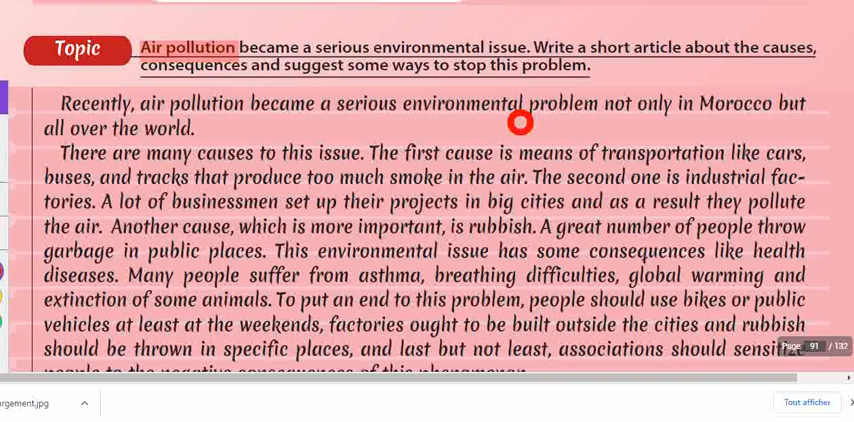 Topic
Air pollution became a serious environmental issue. Write a short article about the causes,
consequences and suggest some ways to stop this problem.
Recently, air pollution became a serious environmental problem not only in Morocco but
all over the world.
There are many causes to this issue. The first cause is means of transportation like cars,
buses, and tracks that produce too much smoke in the air. The second one is industrial fac-
tories. A lot of businessmen set up their projects in big cities and as a result they pollute
the air. Another cause, which is more important, is rubbish. A great number of people throw
garbage in public places. This environmental issue has some consequences like health
diseases. Many people suffer from asthma, breathing difficulties, global warming and
extinction of some animals. To put an end to this problem, people should use bikes or public
vehicles at least at the weekends, factories ought to be built outside the cities and rubbish
should be thrown in specific places, and last but not least, associations should sensitize
Page 91 / 132
people to the negative consequences of this phenomenon.
argement.jpg
Tout afficher